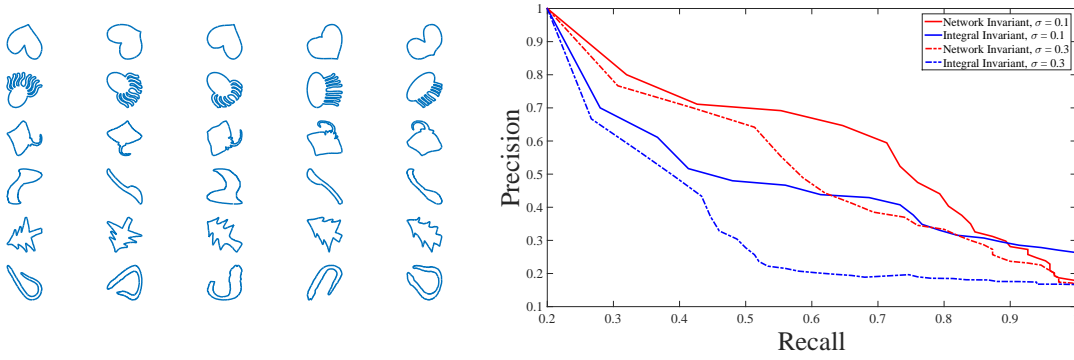 Network Invariant, σ = 0.1
Integral Invariant, σ = 0.1
Network Invariant, σ = 0.3
Integral Invariant, σ = 0.3
Precision
1
0.9
0.8
0.7
0.6
0.5
0.4
0.3
0.2
0.1
0.2 0.3 0.4 0.5 0.6 0.7 0.8 0.9
Recall